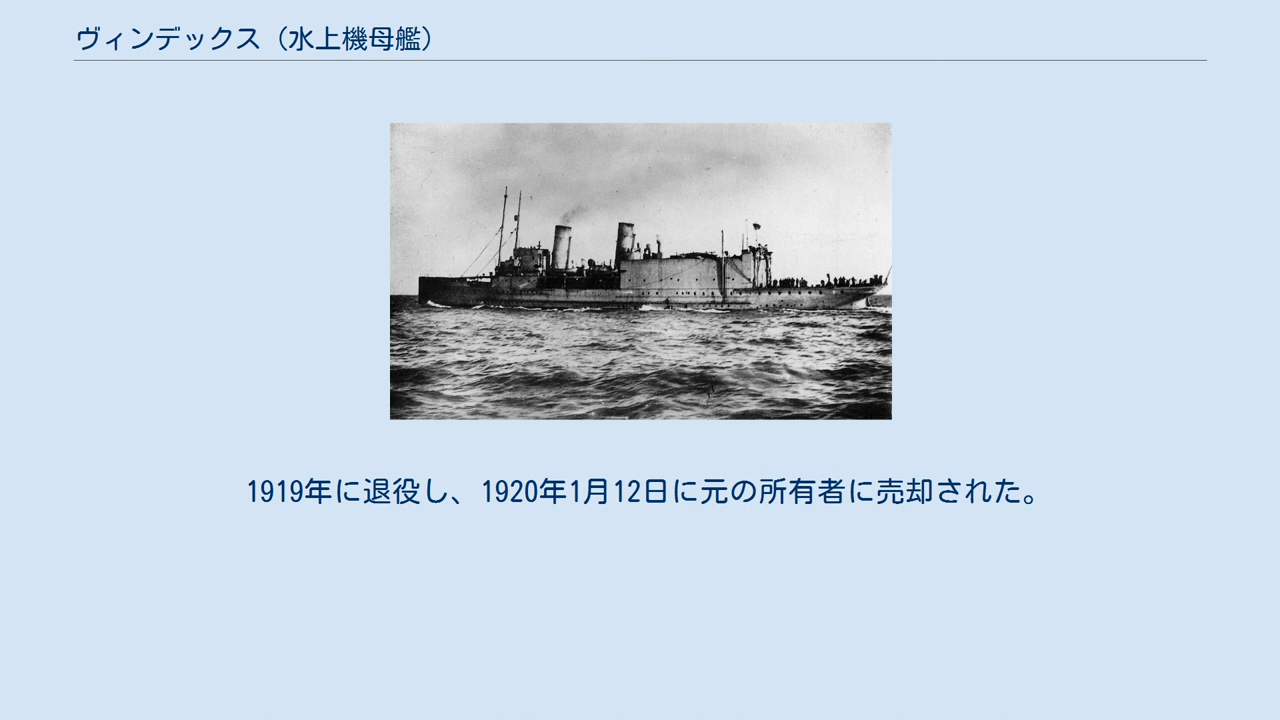 ヴィンデックス（水上機母艦）
1919年に退役し、1920年1月12日に元の所有者に売却された。